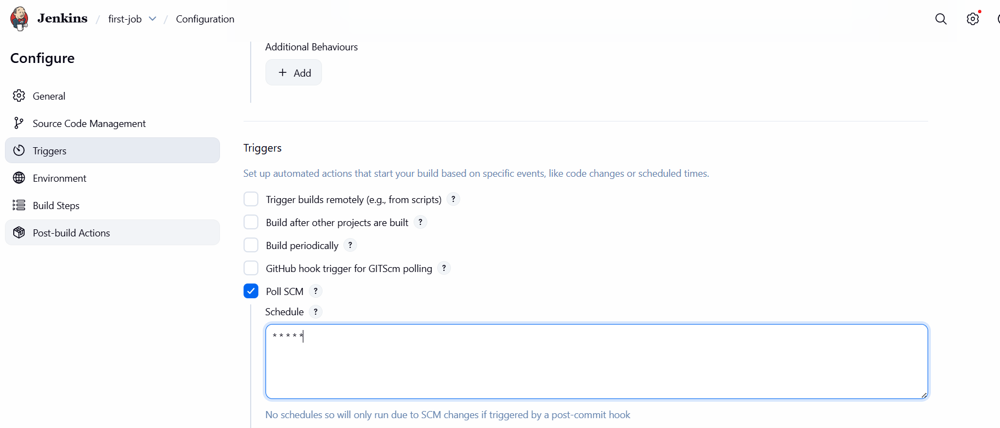 Jenkins / first-job / Configuration
Configure
General
Source Code Management
Triggers
Environment
Build Steps
Post-build Actions
Additional Behaviours
+ Add
Triggers
Set up automated actions that start your build based on specific events, like code changes or scheduled times.
Trigger builds remotely (e.g., from scripts) ?
Build after other projects are built ?
Build periodically ?
GitHub hook trigger for GITScm polling ?
Poll SCM ?
Schedule ?
* * * * *
No schedules so will only run due to SCM changes if triggered by a post-commit hook